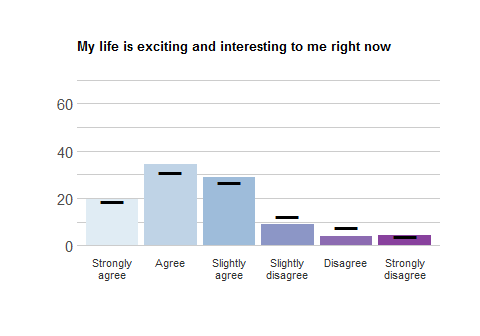 My life is exciting and interesting to me right now
60
40
20
0
Strongly agree
Agree
Slightly agree
Slightly disagree
Disagree
Strongly disagree